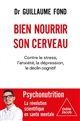 Dr GUILLAUME FOND
BIEN NOURRIR
SON CERVEAU
Contre le stress,
l'anxiété, la dépression,
le déclin cognitif
Psychonutrition
LA RÉVOLUTION
SCIENTIFIQUE
EN SANTÉ MENTALE